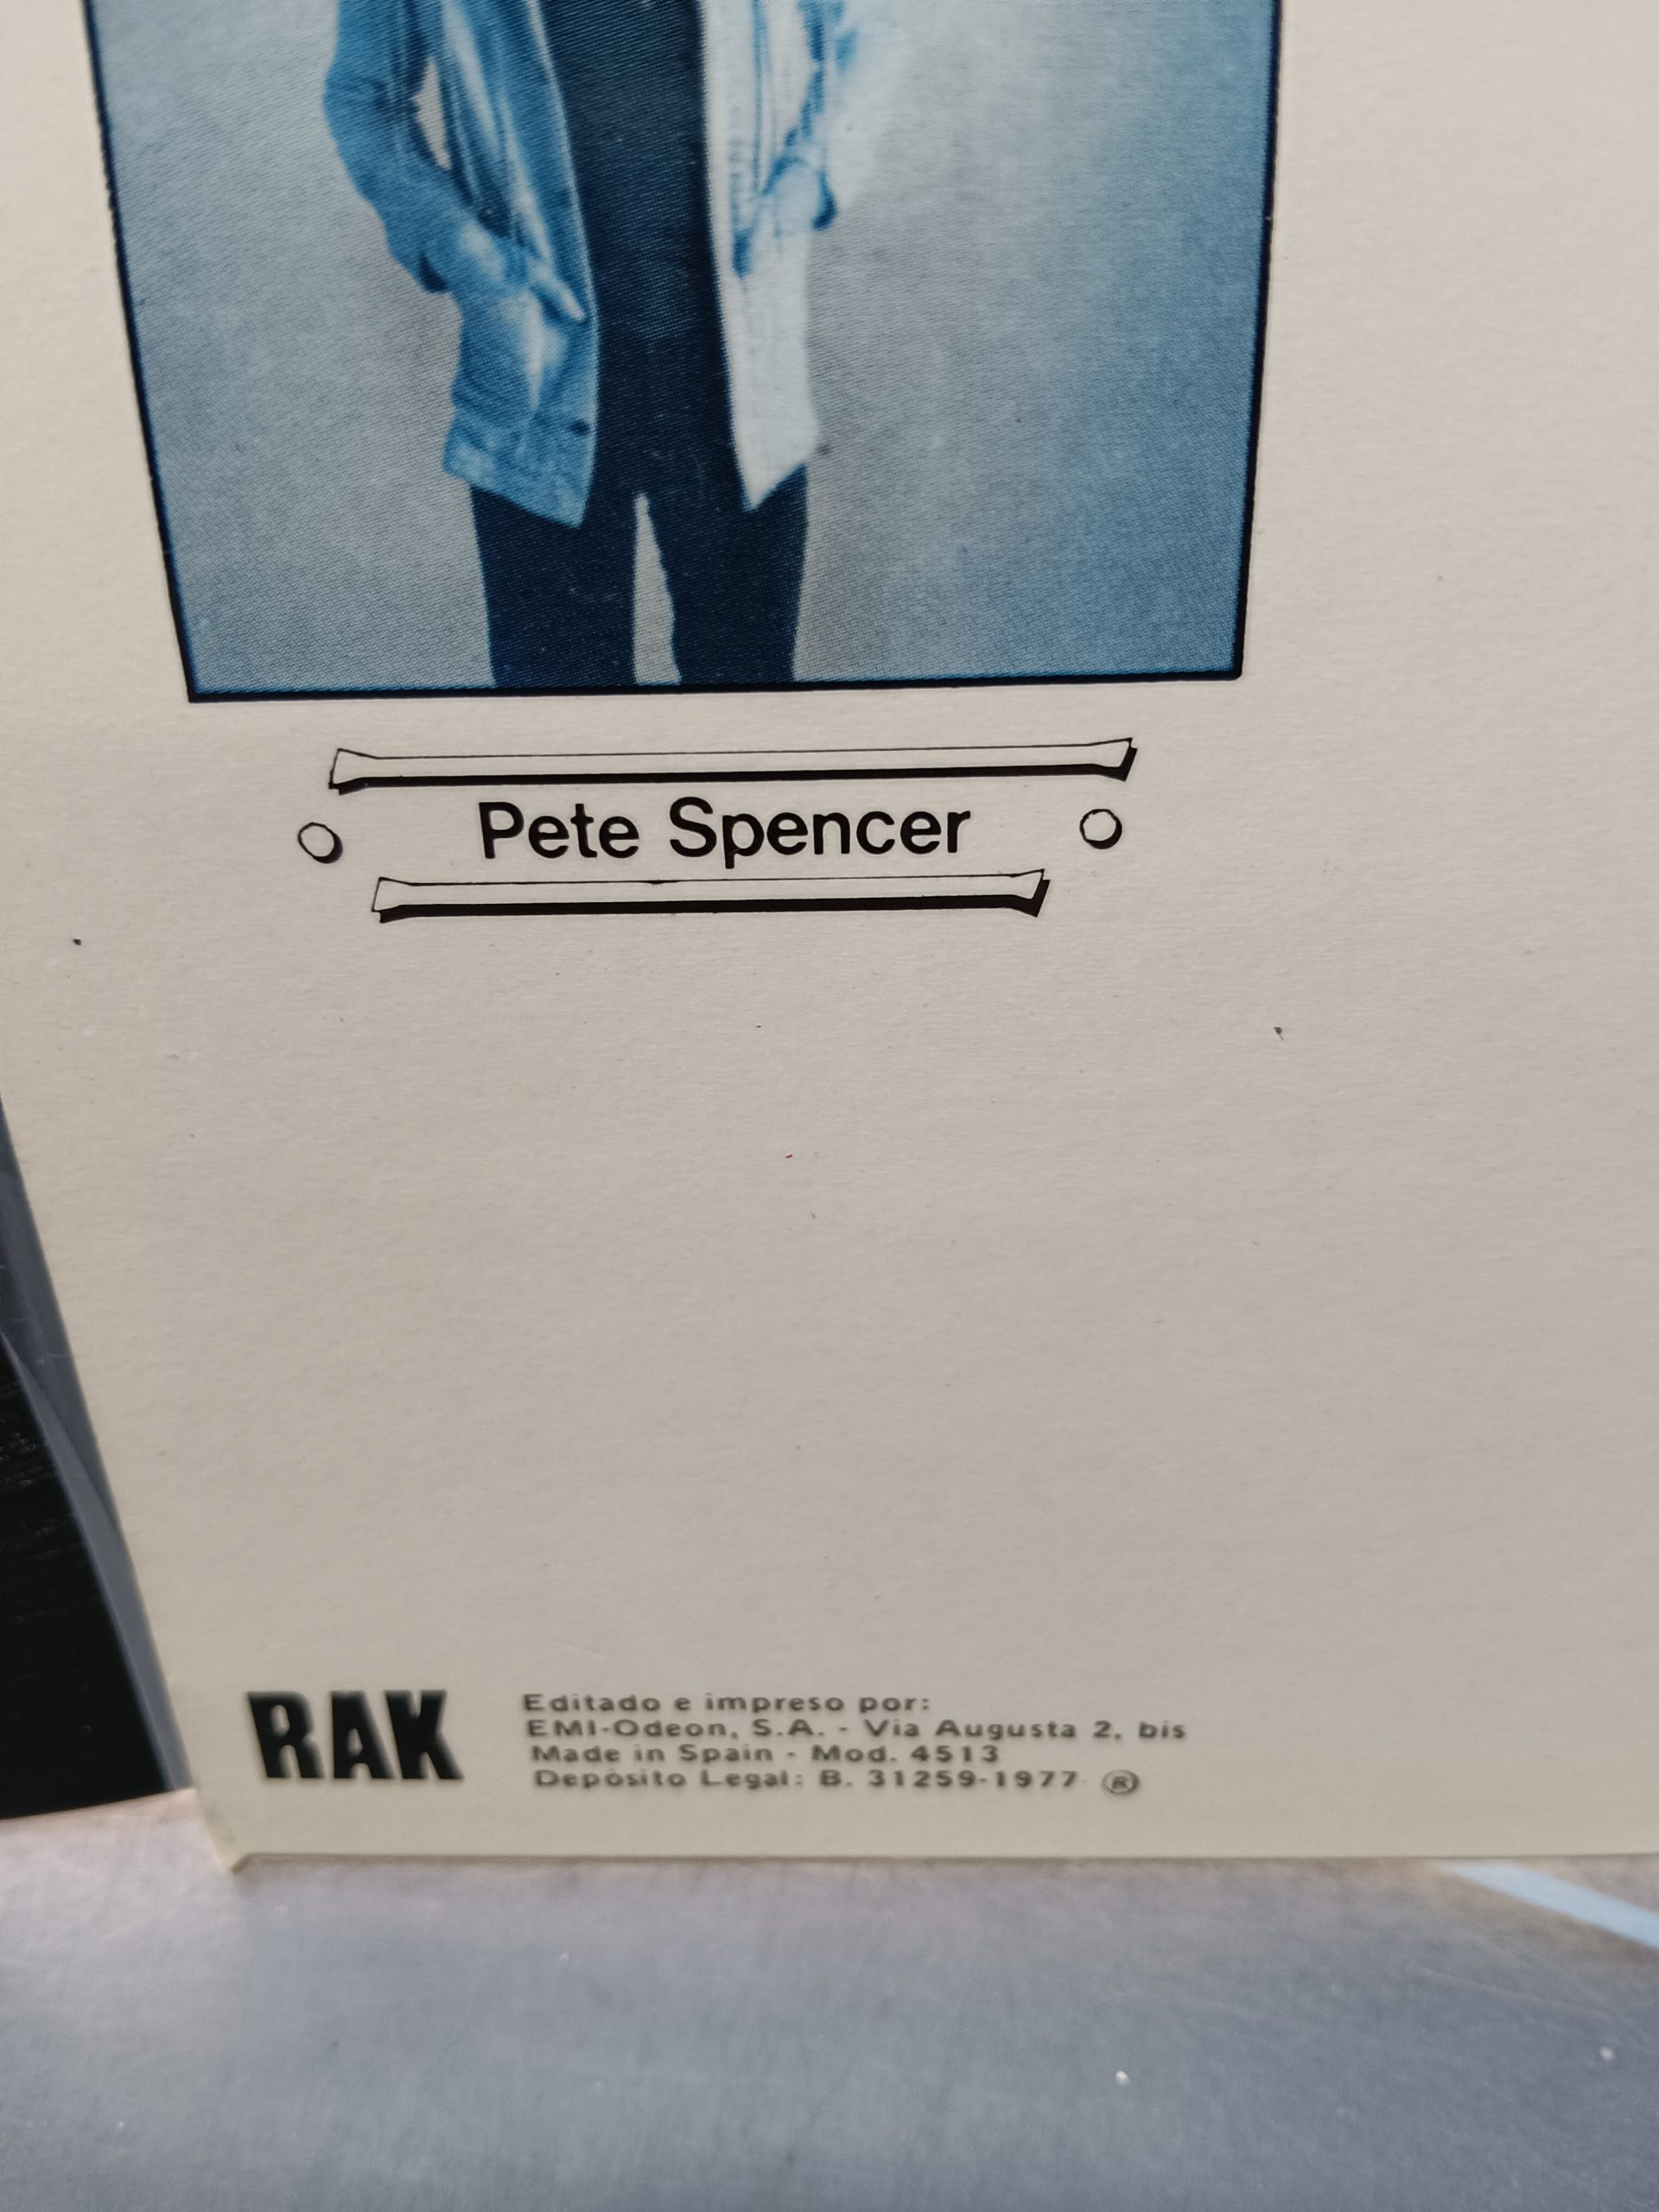 Pete Spencer
RAK
Editado e impreso por:
EMI-Odeon, S.A. - Via Augusta 2, bis
Made in Spain - Mod. 4513
Depósito Legal: B. 31259-1977 ®